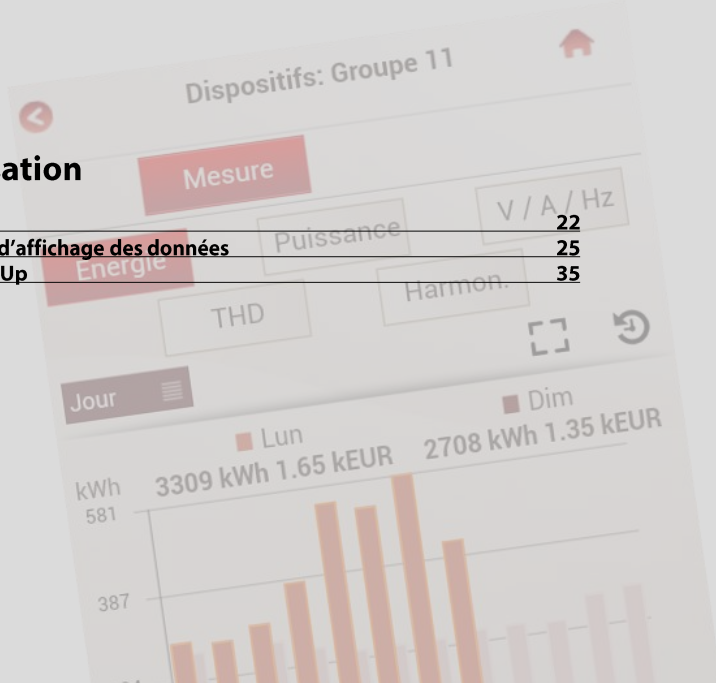 Dispositifs: Groupe 11
ation
Mesure
22
V / A / Hz
Puissance
d'affichage des données 25
Energie
Up 35
Harmon.
THD
Jour
Lun
Dim
3309 kWh 1.65 kEUR
2708 kWh 1.35 kEUR
kWh
581
387